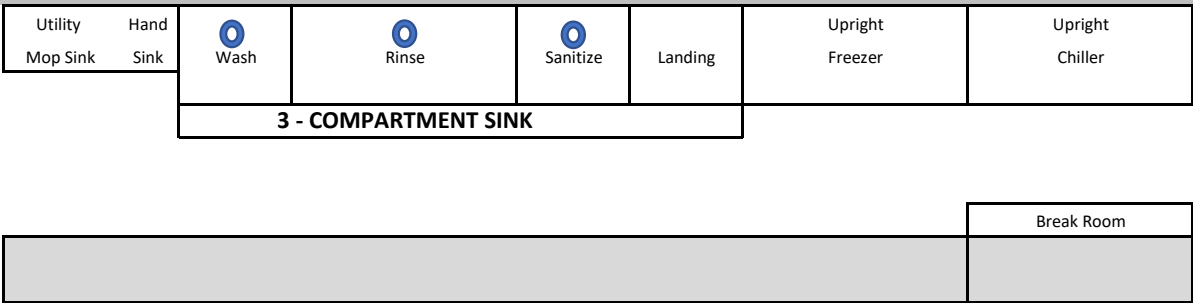 Utility Hand Upright Upright
Mop Sink Sink Wash Rinse Sanitize Landing Freezer Chiller
3 - COMPARTMENT SINK
Break Room